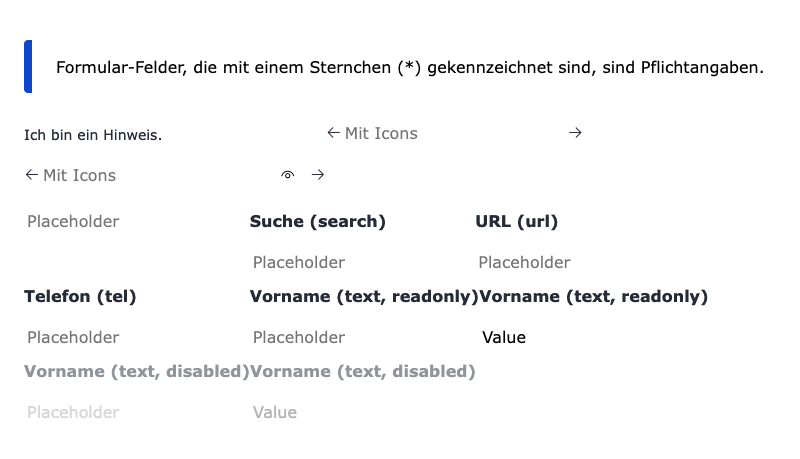 Formular-Felder, die mit einem Sternchen (*) gekennzeichnet sind, sind Pflichtangaben.
Ich bin ein Hinweis. ← Mit Icons →
← Mit Icons →
Placeholder Suche (search) URL (url)
Placeholder Placeholder
Telefon (tel) Vorname (text, readonly)Vorname (text, readonly)
Placeholder Placeholder Value
Vorname (text, disabled)Vorname (text, disabled)
Placeholder Value